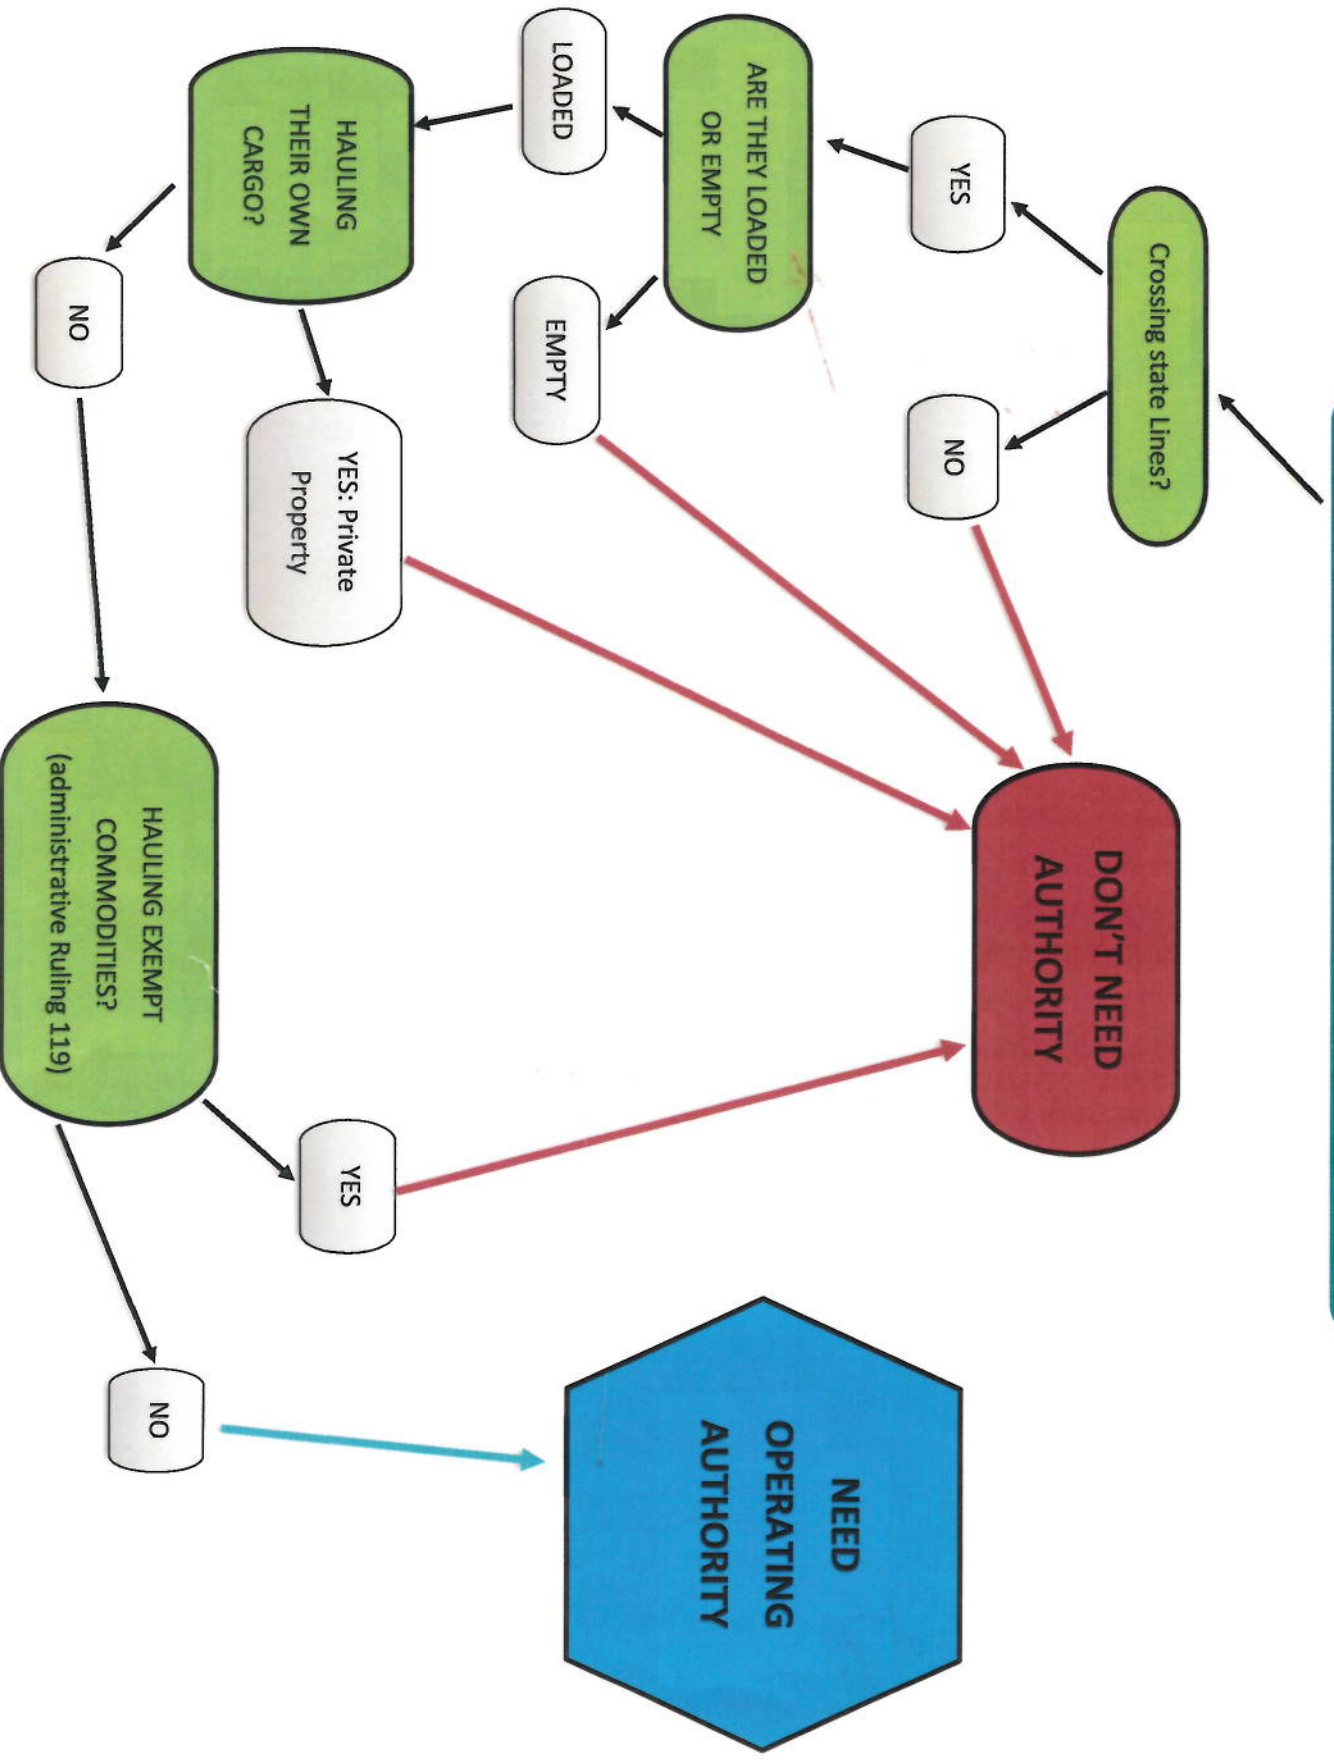 Crossing state Lines?
YES
NO
ARE THEY LOADED
OR EMPTY
LOADED
EMPTY
DON'T NEED
AUTHORITY
HAULING
THEIR OWN
CARGO?
YES: Private
Property
NO
HAULING EXEMPT
COMMODITIES?
(administrative Ruling 119)
YES
NO
NEED
OPERATING
AUTHORITY